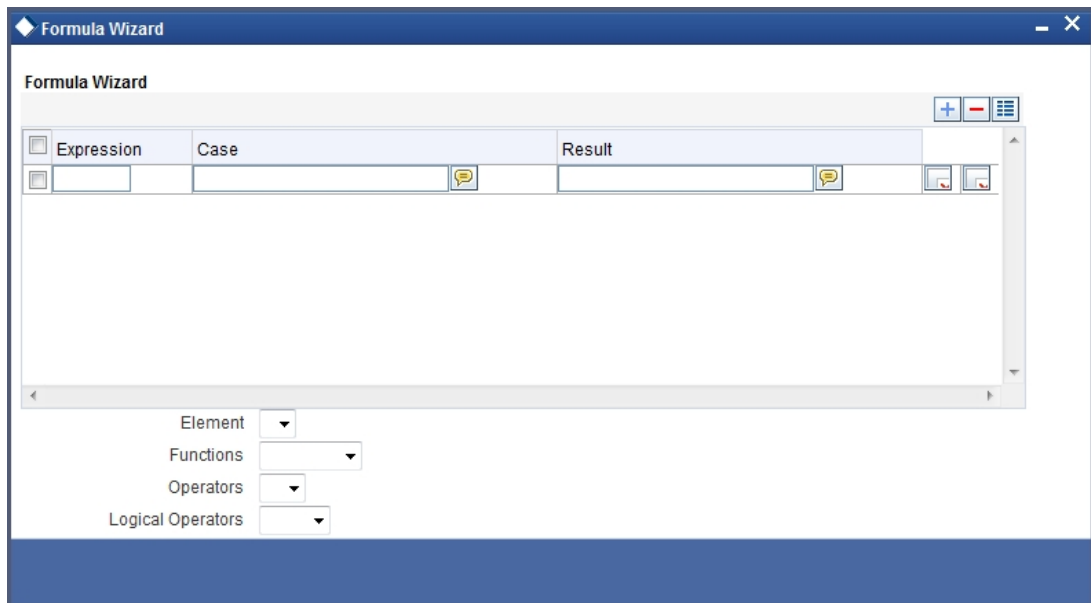 Formula Wizard
Formula Wizard
Expression Case Result
Element
Functions
Operators
Logical Operators